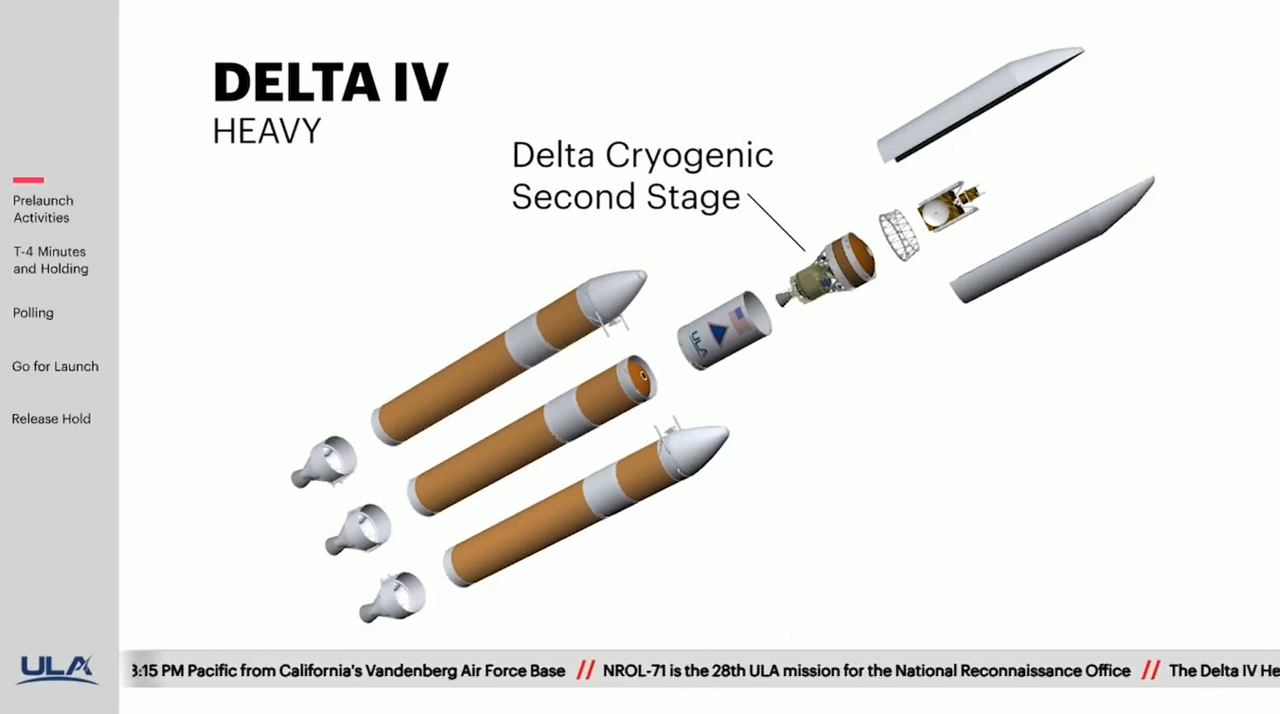 DELTA IV
HEAVY
Delta Cryogenic
Second Stage
Prelaunch
Activities
T-4 Minutes
and Holding
Polling
Go for Launch
Release Hold
ULA
ULA
:15 PM Pacific from California's Vandenberg Air Force Base // NROL-71 is the 28th ULA mission for the National Reconnaissance Office // The Delta IV He